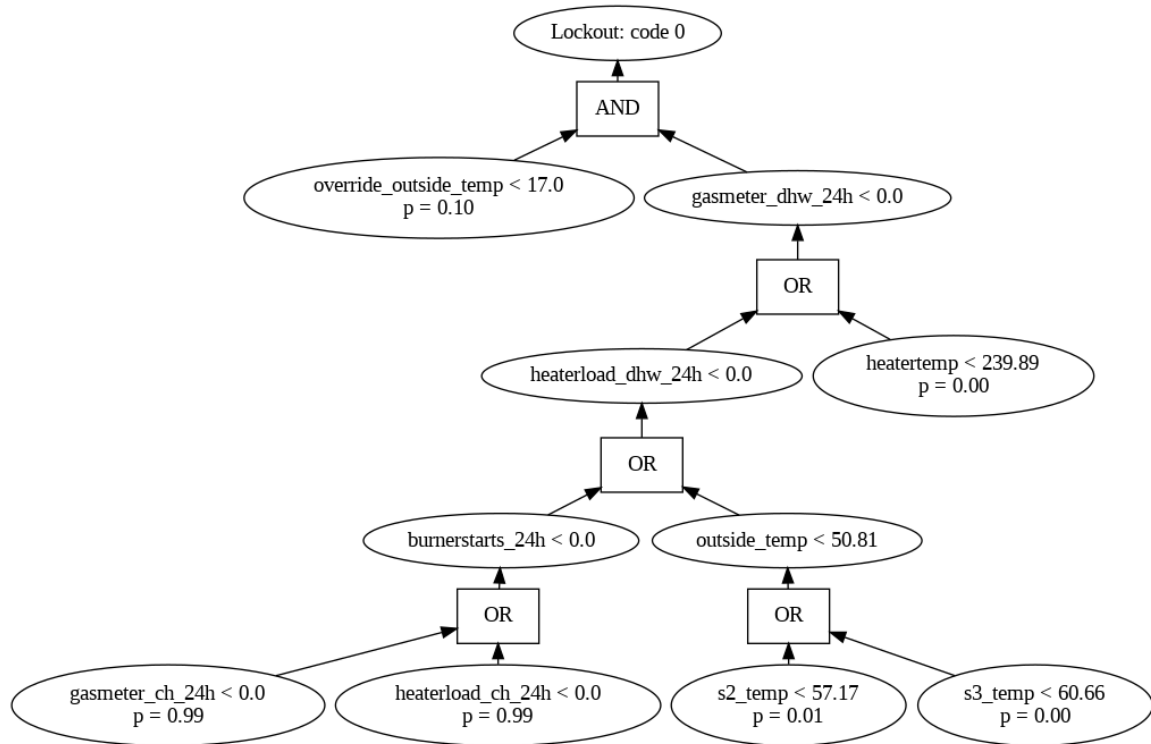 Lockout: code 0
AND
override_outside_temp < 17.0
p = 0.10
gasmeter_dhw_24h < 0.0
OR
heaterload_dhw_24h < 0.0
heatertemp < 239.89
p = 0.00
OR
burnerstarts_24h < 0.0
outside_temp < 50.81
OR
OR
gasmeter_ch_24h < 0.0
p = 0.99
heaterload_ch_24h < 0.0
p = 0.99
s2_temp < 57.17
p = 0.01
s3_temp < 60.66
p = 0.00